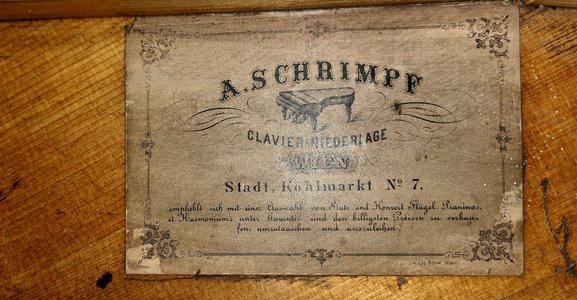 A. SCHRIMPF
CLAVIER-NIEDERLAGE
WIEN
Stadt, Kohlmarkt No 7.
empfiehlt sich mit einer Auswahl von Stutz und Konzert Flügel, Pianinos,
et Harmoniums unter Garantie und den billigsten Preisen zu verkau-
fen, umzutauschen und auszuleihen.